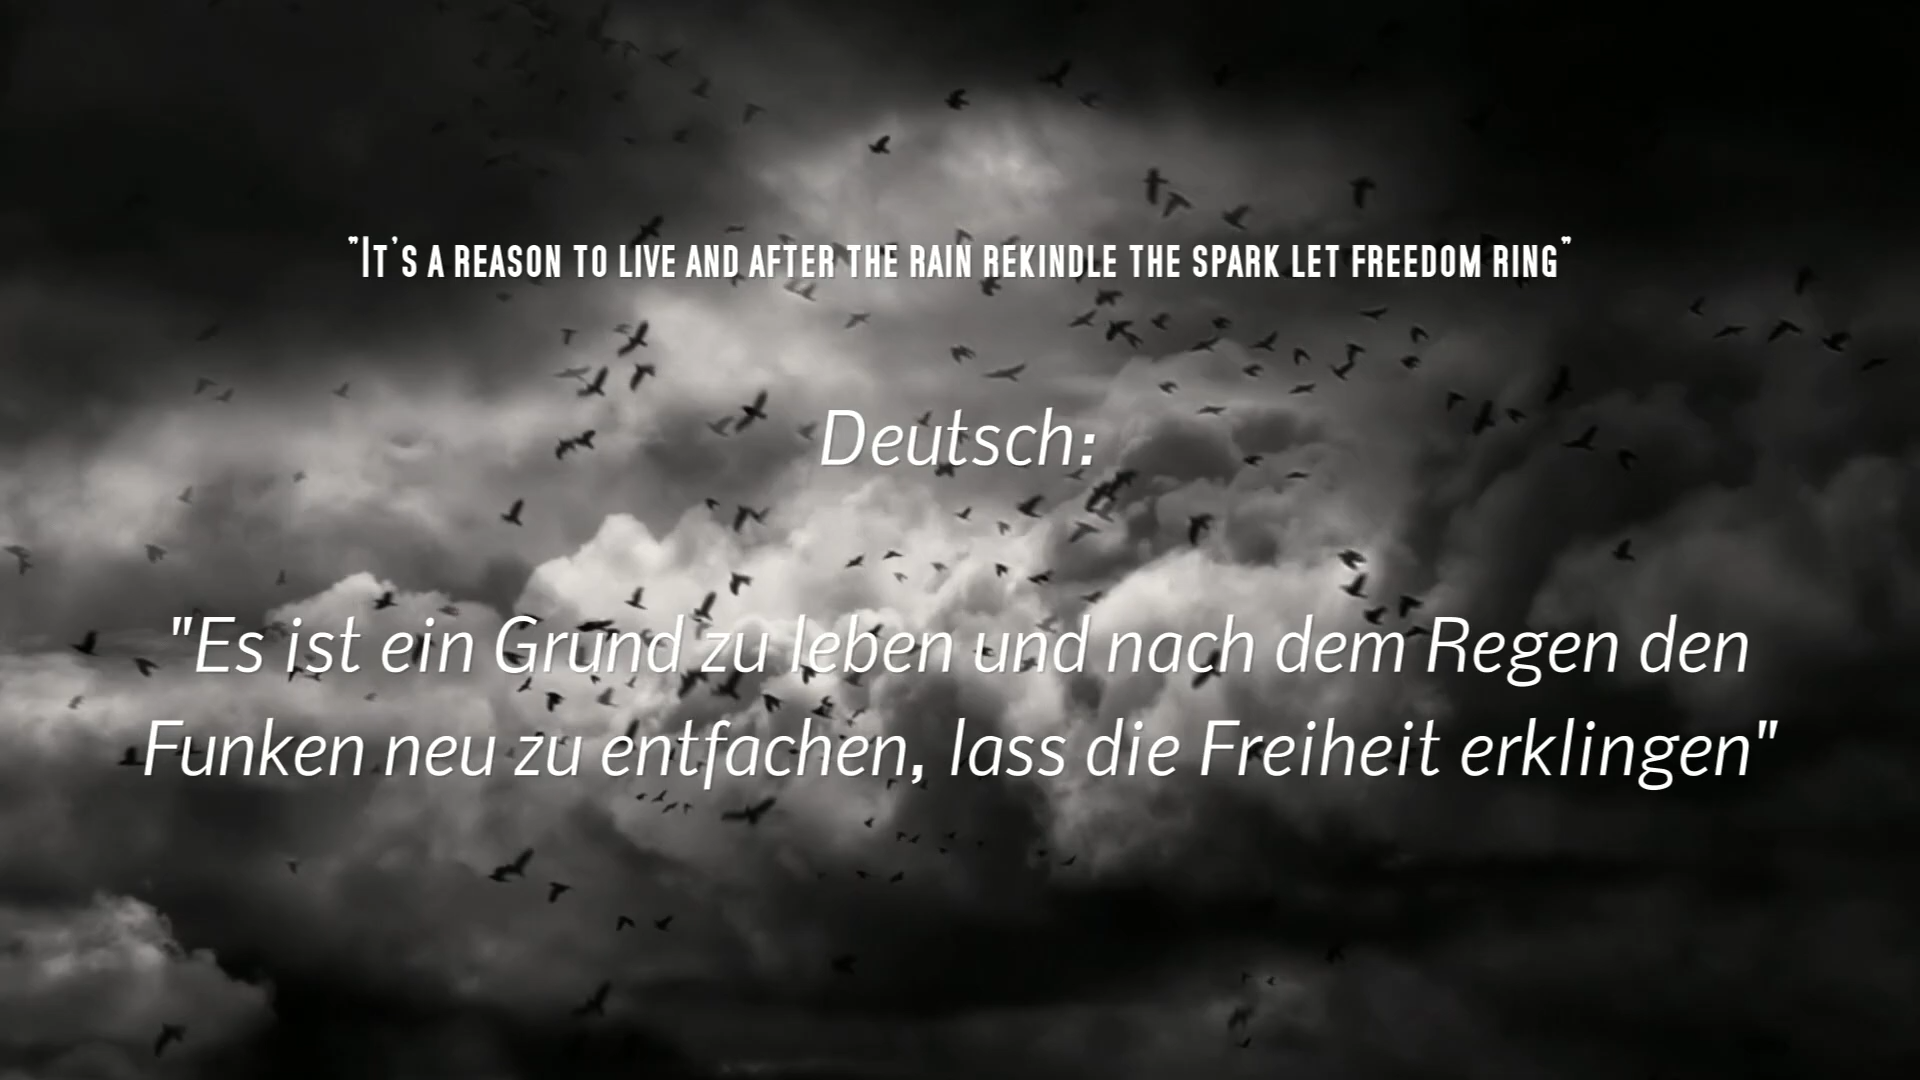 "It's a reason to live and after the rain rekindle the spark let freedom ring"
Deutsch:
"Es ist ein Grund zu leben und nach dem Regen den
Funken neu zu entfachen, lass die Freiheit erklingen"